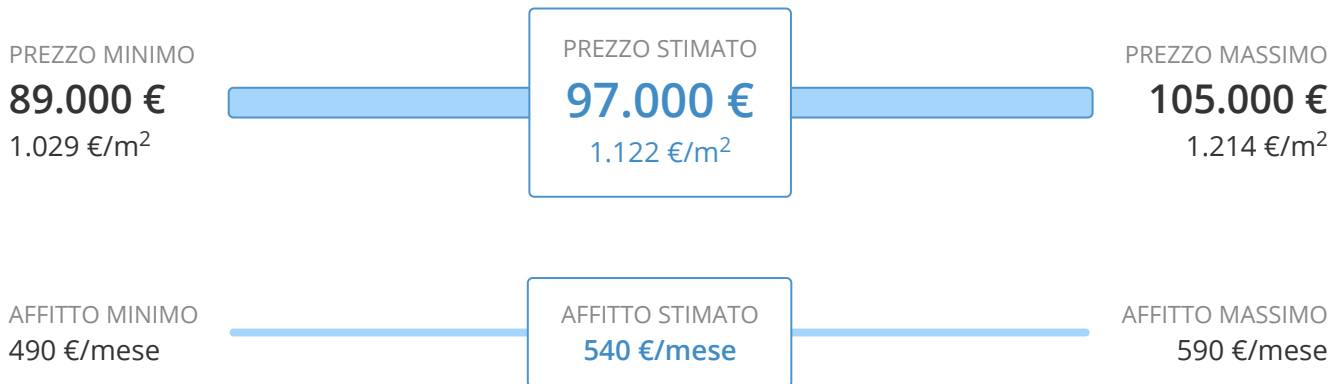 PREZZO MINIMO
89.000 €
1.029 €/m²
PREZZO STIMATO
97.000 €
1.122 €/m²
PREZZO MASSIMO
105.000 €
1.214 €/m²
AFFITTO MINIMO
490 €/mese
AFFITTO STIMATO
540 €/mese
AFFITTO MASSIMO
590 €/mese